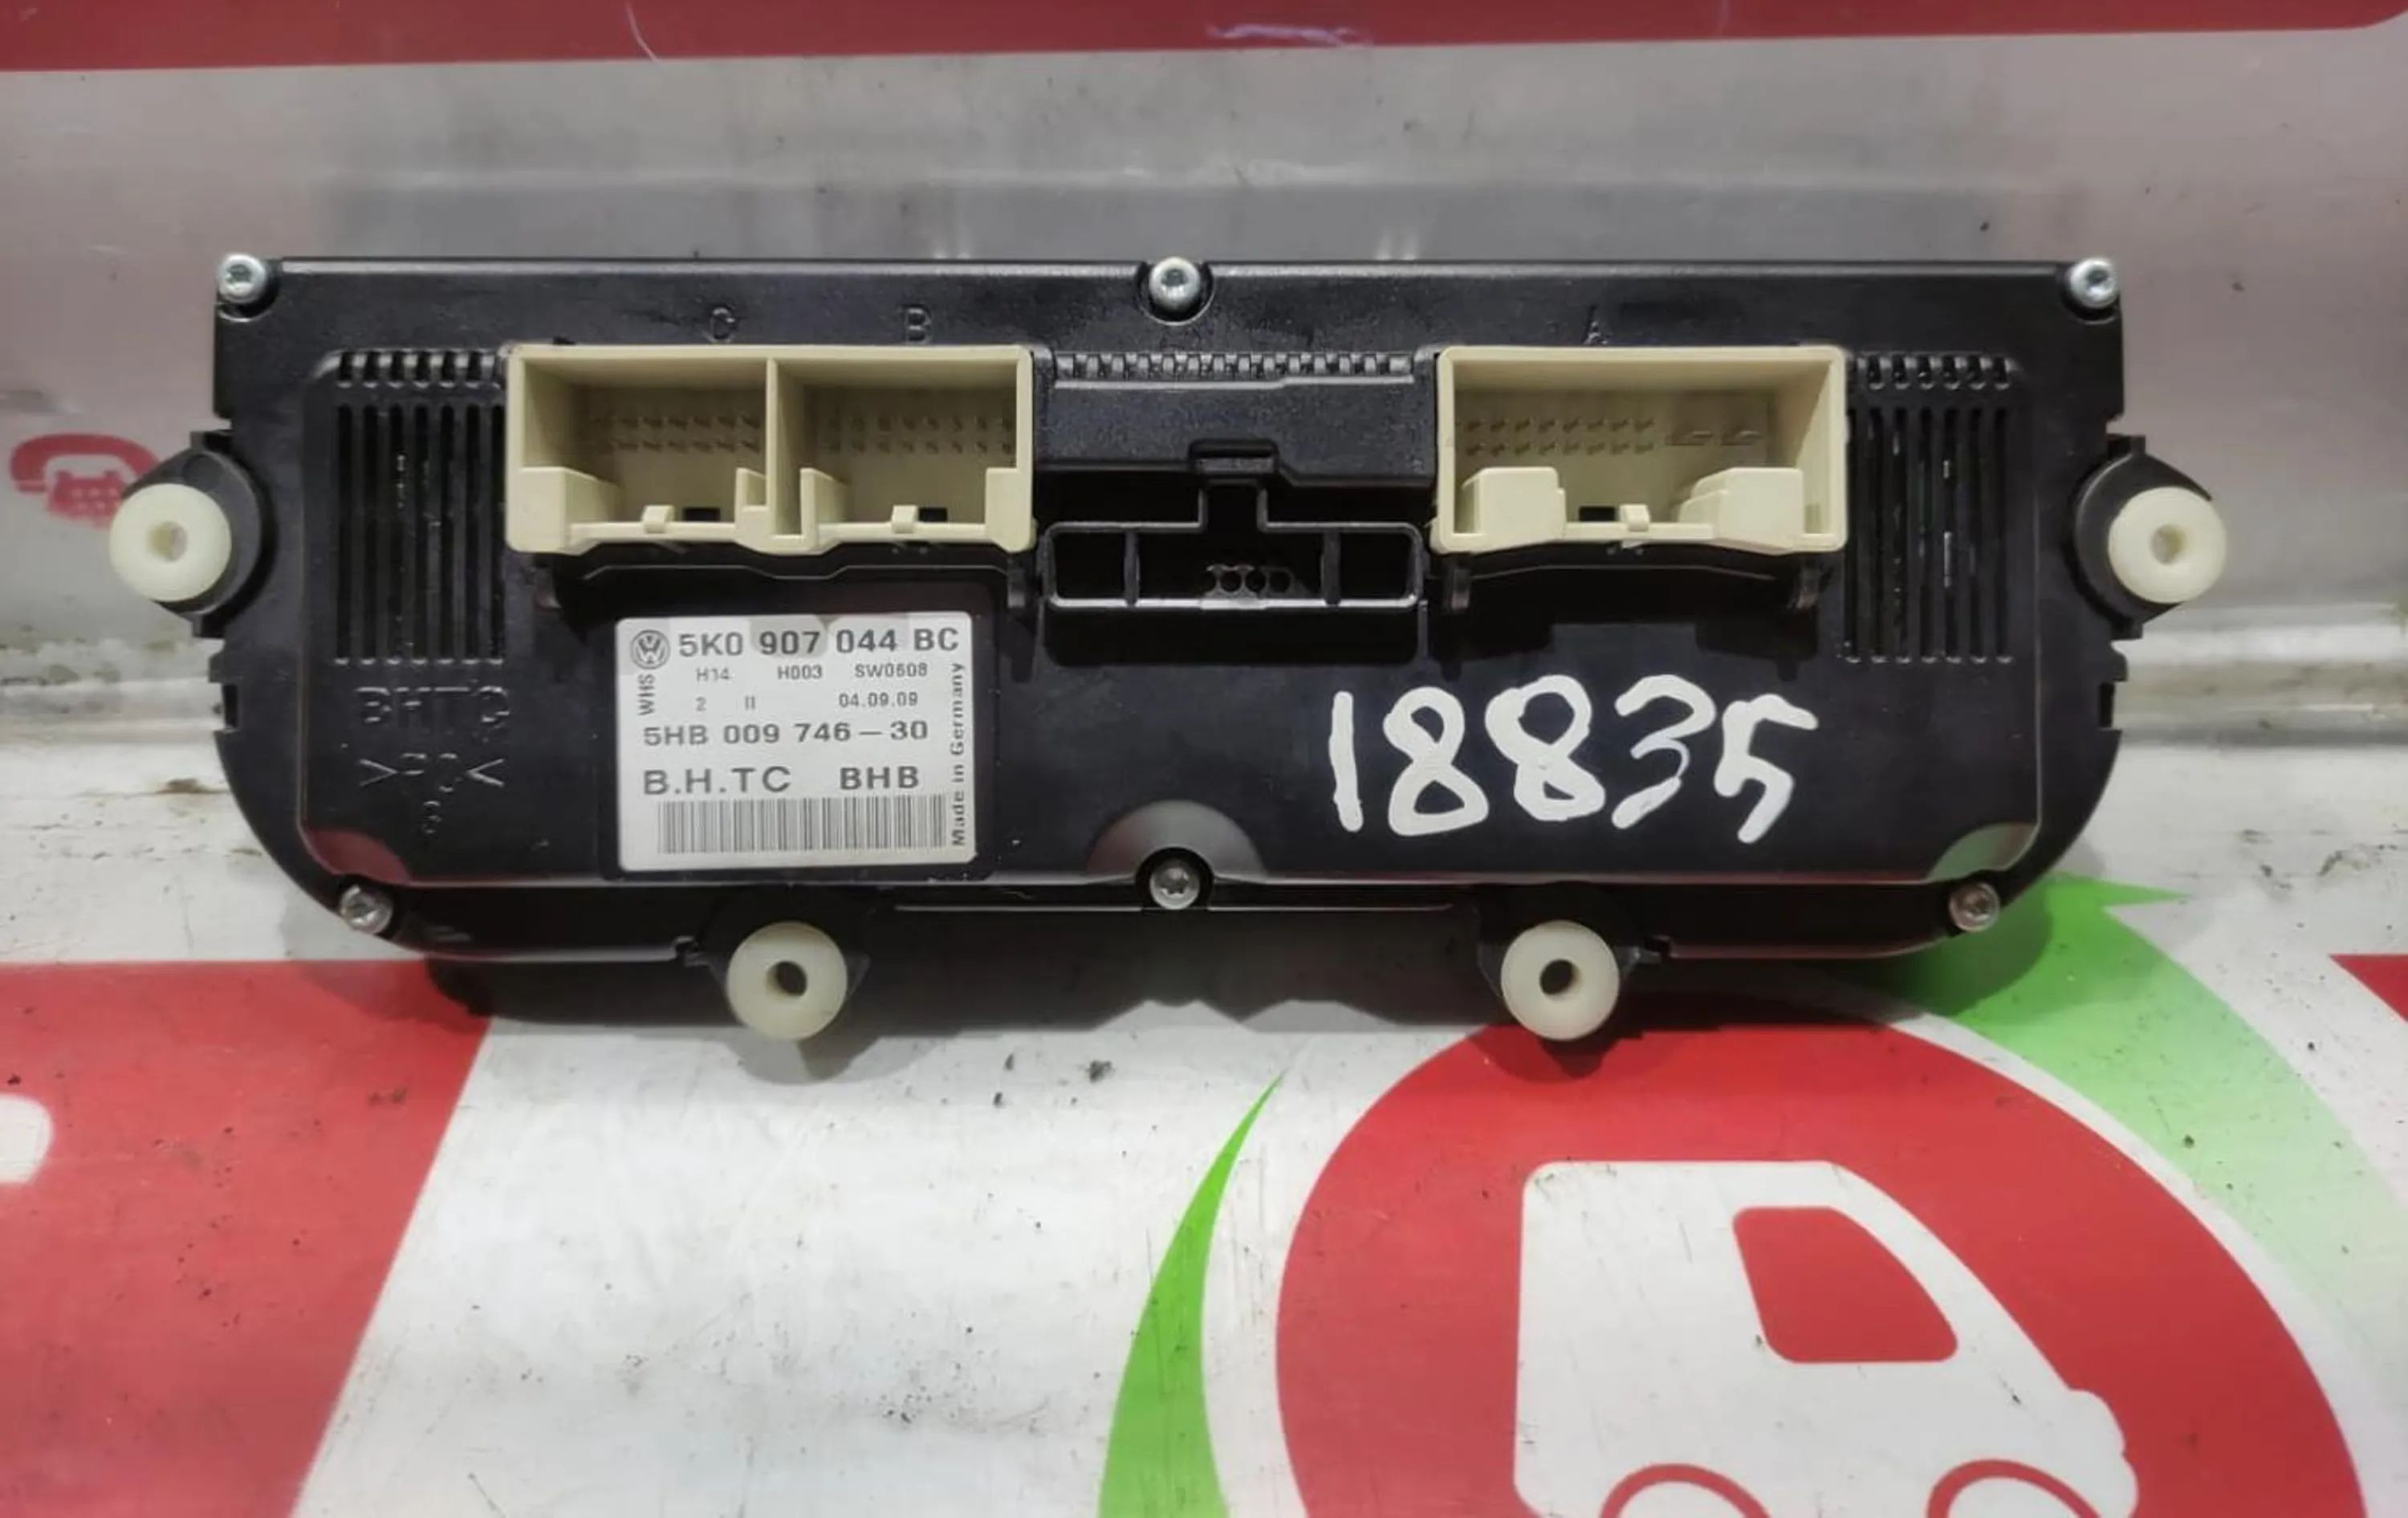 C B A
5K0 907 044 BC
H14 H003 SW0608
WHS
2 II 04.09.09
5HB 009 746-30
B.H.TC BHB
Made in Germany
BHTC
18835